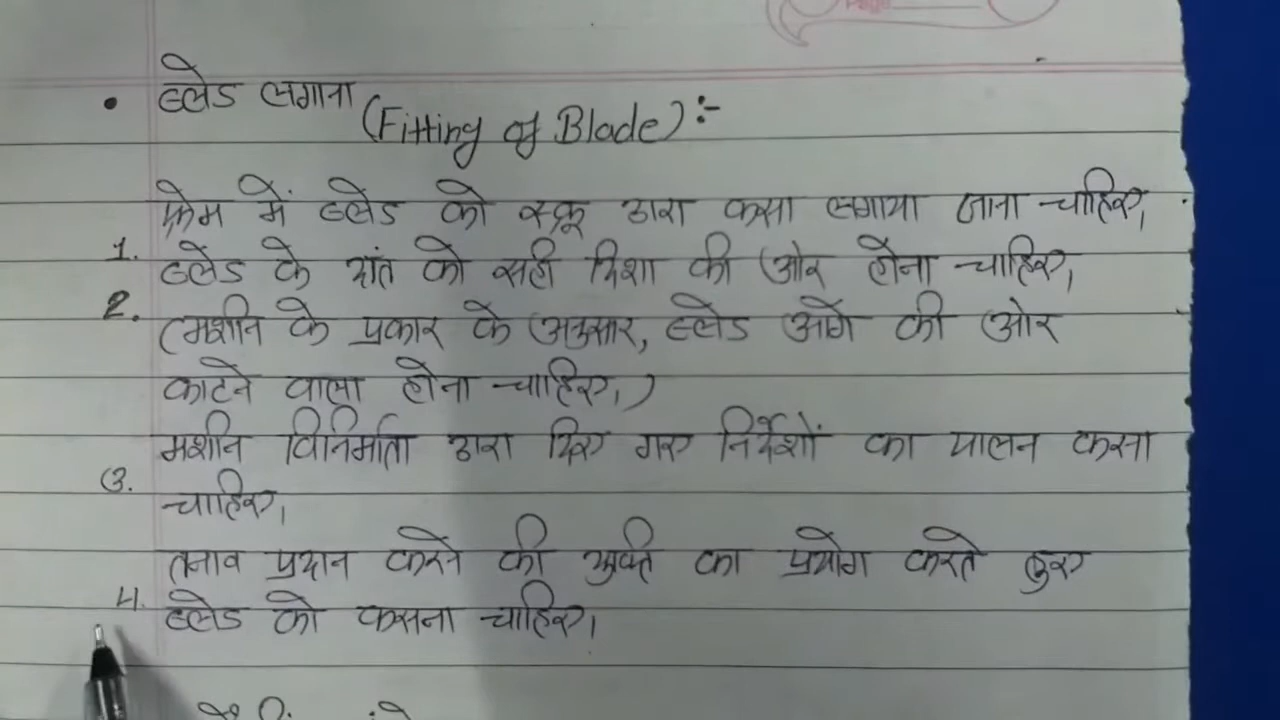 • ब्लेड लगाना (Fitting of Blade) :-
फ्रेम में ब्लेड को स्क्रू द्वारा कसा लगाया जाना चाहिए।
1. ब्लेड के दांत को सही दिशा की ओर होना चाहिए।
2. (मशीन के प्रकार के अनुसार, ब्लेड आगे की ओर
काटने वाला होना चाहिए।)
मशीन विनिर्माता द्वारा दिए गए निर्देशों का पालन करना
3. चाहिए।
तनाव प्रदान करने की युक्ति का प्रयोग करते हुए
4. ब्लेड को कसना चाहिए।